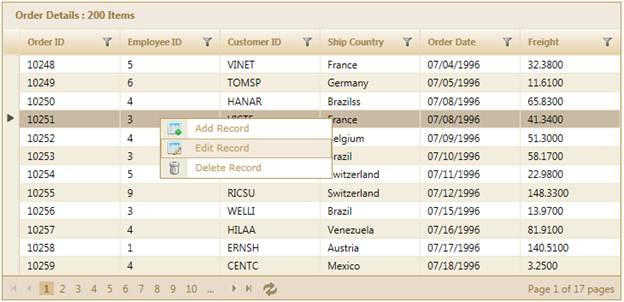 Order Details : 200 Items
Order ID Employee ID Customer ID Ship Country Order Date Freight
10248 5 VINET France 07/04/1996 32.3800
10249 6 TOMSP Germany 07/05/1996 11.6100
10250 4 HANAR Brazilss 07/08/1996 65.8300
10251 3 France 07/08/1996 41.3400
Add Record
10252 4 elgium 07/09/1996 51.3000
Edit Record
10253 3 razil 07/10/1996 58.1700
Delete Record
10254 5 witzerland 07/11/1996 22.9800
10255 9 RICSU Switzerland 07/12/1996 148.3300
10256 3 WELLI Brazil 07/15/1996 13.9700
10257 4 HILAA Venezuela 07/16/1996 81.9100
10258 1 ERNSH Austria 07/17/1996 140.5100
10259 4 CENTC Mexico 07/18/1996 3.2500
1 2 3 4 5 6 7 8 9 10 ... Page 1 of 17 pages